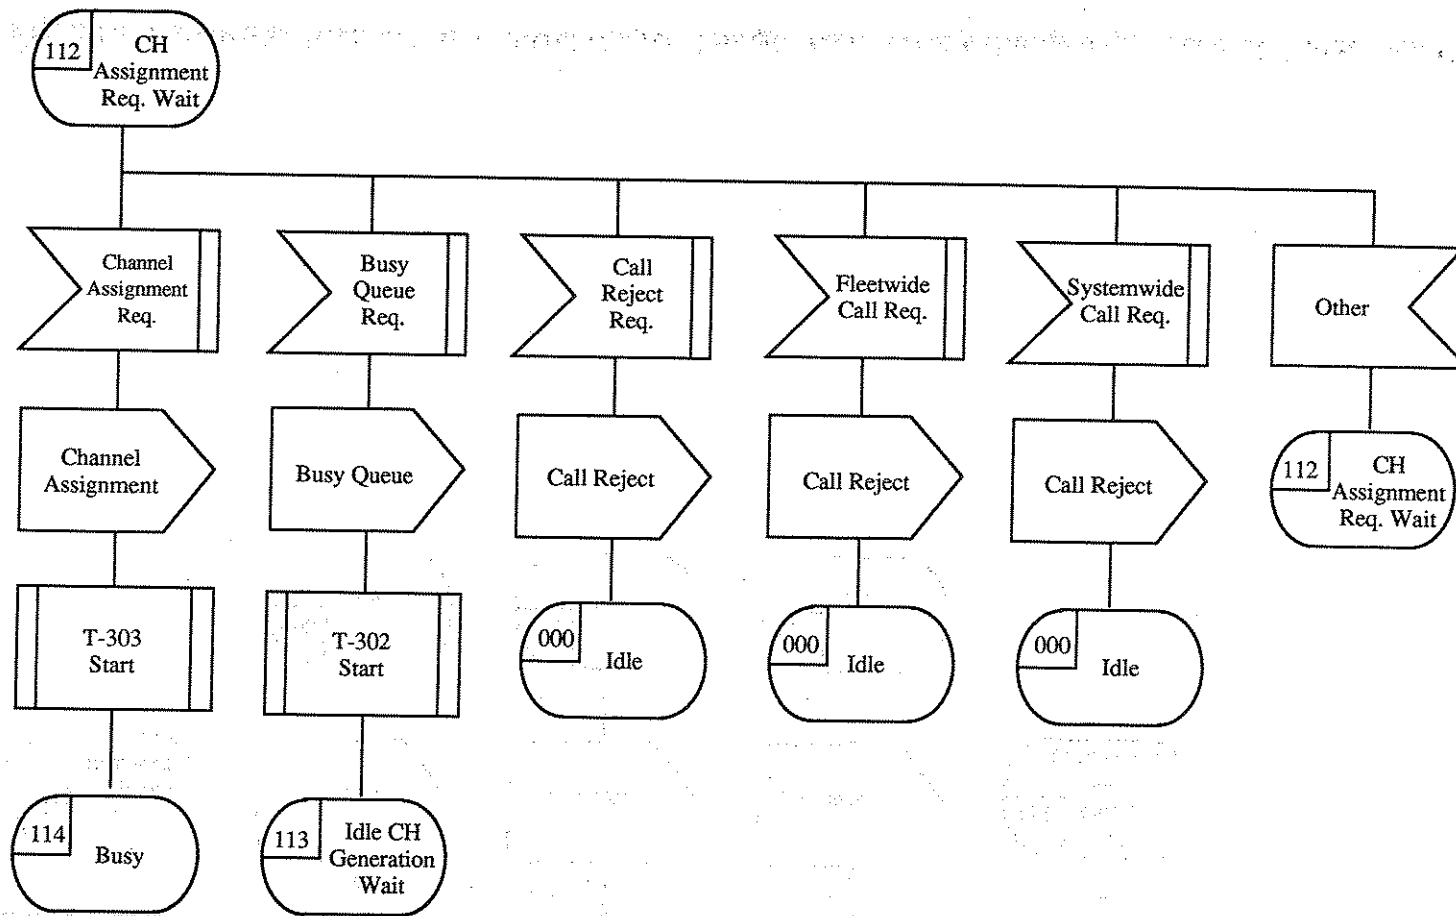 112
CH
Assignment
Req. Wait
Channel
Assignment
Req.
Busy
Queue
Req.
Call
Reject
Req.
Fleetwide
Call Req.
Systemwide
Call Req.
Other
Channel
Assignment
Busy Queue
Call Reject
Call Reject
Call Reject
112
CH
Assignment
Req. Wait
T-303
Start
T-302
Start
000
Idle
000
Idle
000
Idle
114
Busy
113
Idle CH
Generation
Wait